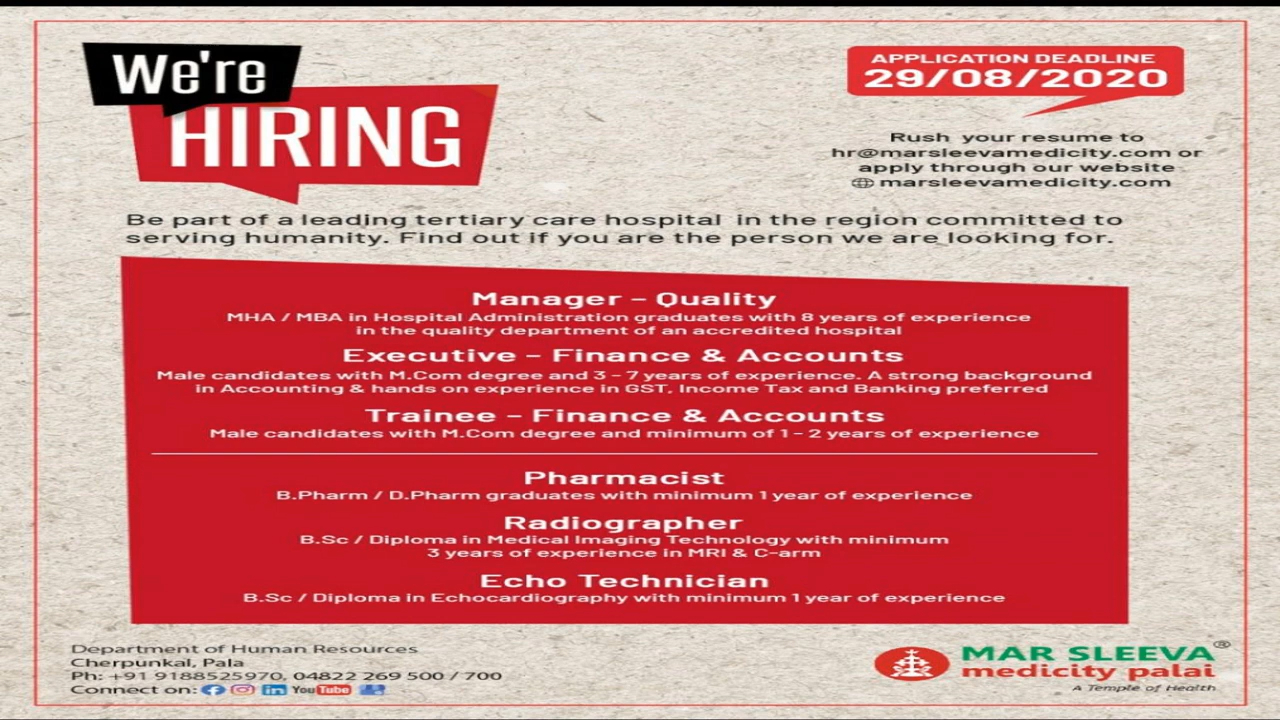 We're
HIRING
APPLICATION DEADLINE
29/08/2020
Rush your resume to
hr@marsleevamedicity.com or
apply through our website
marsleevamedicity.com
Be part of a leading tertiary care hospital in the region committed to
serving humanity. Find out if you are the person we are looking for.
Manager - Quality
MHA / MBA in Hospital Administration graduates with 8 years of experience
in the quality department of an accredited hospital
Executive - Finance & Accounts
Male candidates with M.Com degree and 3 - 7 years of experience. A strong background
in Accounting & hands on experience in GST, Income Tax and Banking preferred
Trainee - Finance & Accounts
Male candidates with M.Com degree and minimum of 1 - 2 years of experience
Pharmacist
B.Pharm / D.Pharm graduates with minimum 1 year of experience
Radiographer
B.Sc / Diploma in Medical Imaging Technology with minimum
3 years of experience in MRI & C-arm
Echo Technician
B.Sc / Diploma in Echocardiography with minimum 1 year of experience
Department of Human Resources
Cherpunkal, Pala
Ph: +91 04822 269 500 / 700
Connect on: f in YouTube
MAR SLEEVA®
medicity palai
A Temple of Health